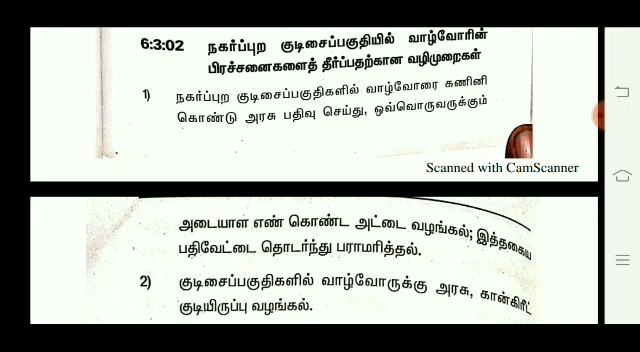 6:3:02 நகர்ப்புற குடிசைப்பகுதியில் வாழ்வோரின்
பிரச்சனைகளைத் தீர்ப்பதற்கான வழிமுறைகள்
1) நகர்ப்புற குடிசைப்பகுதிகளில் வாழ்வோரை கணினி
கொண்டு அரசு பதிவு செய்து, ஒவ்வொருவருக்கும்
Scanned with CamScanner
அடையாள எண் கொண்ட அட்டை வழங்கல்; இத்தகைய
பதிவேட்டை தொடர்ந்து பராமரித்தல்.
2) குடிசைப்பகுதிகளில் வாழ்வோருக்கு அரசு, கான்கிரீட்
குடியிருப்பு வழங்கல்.